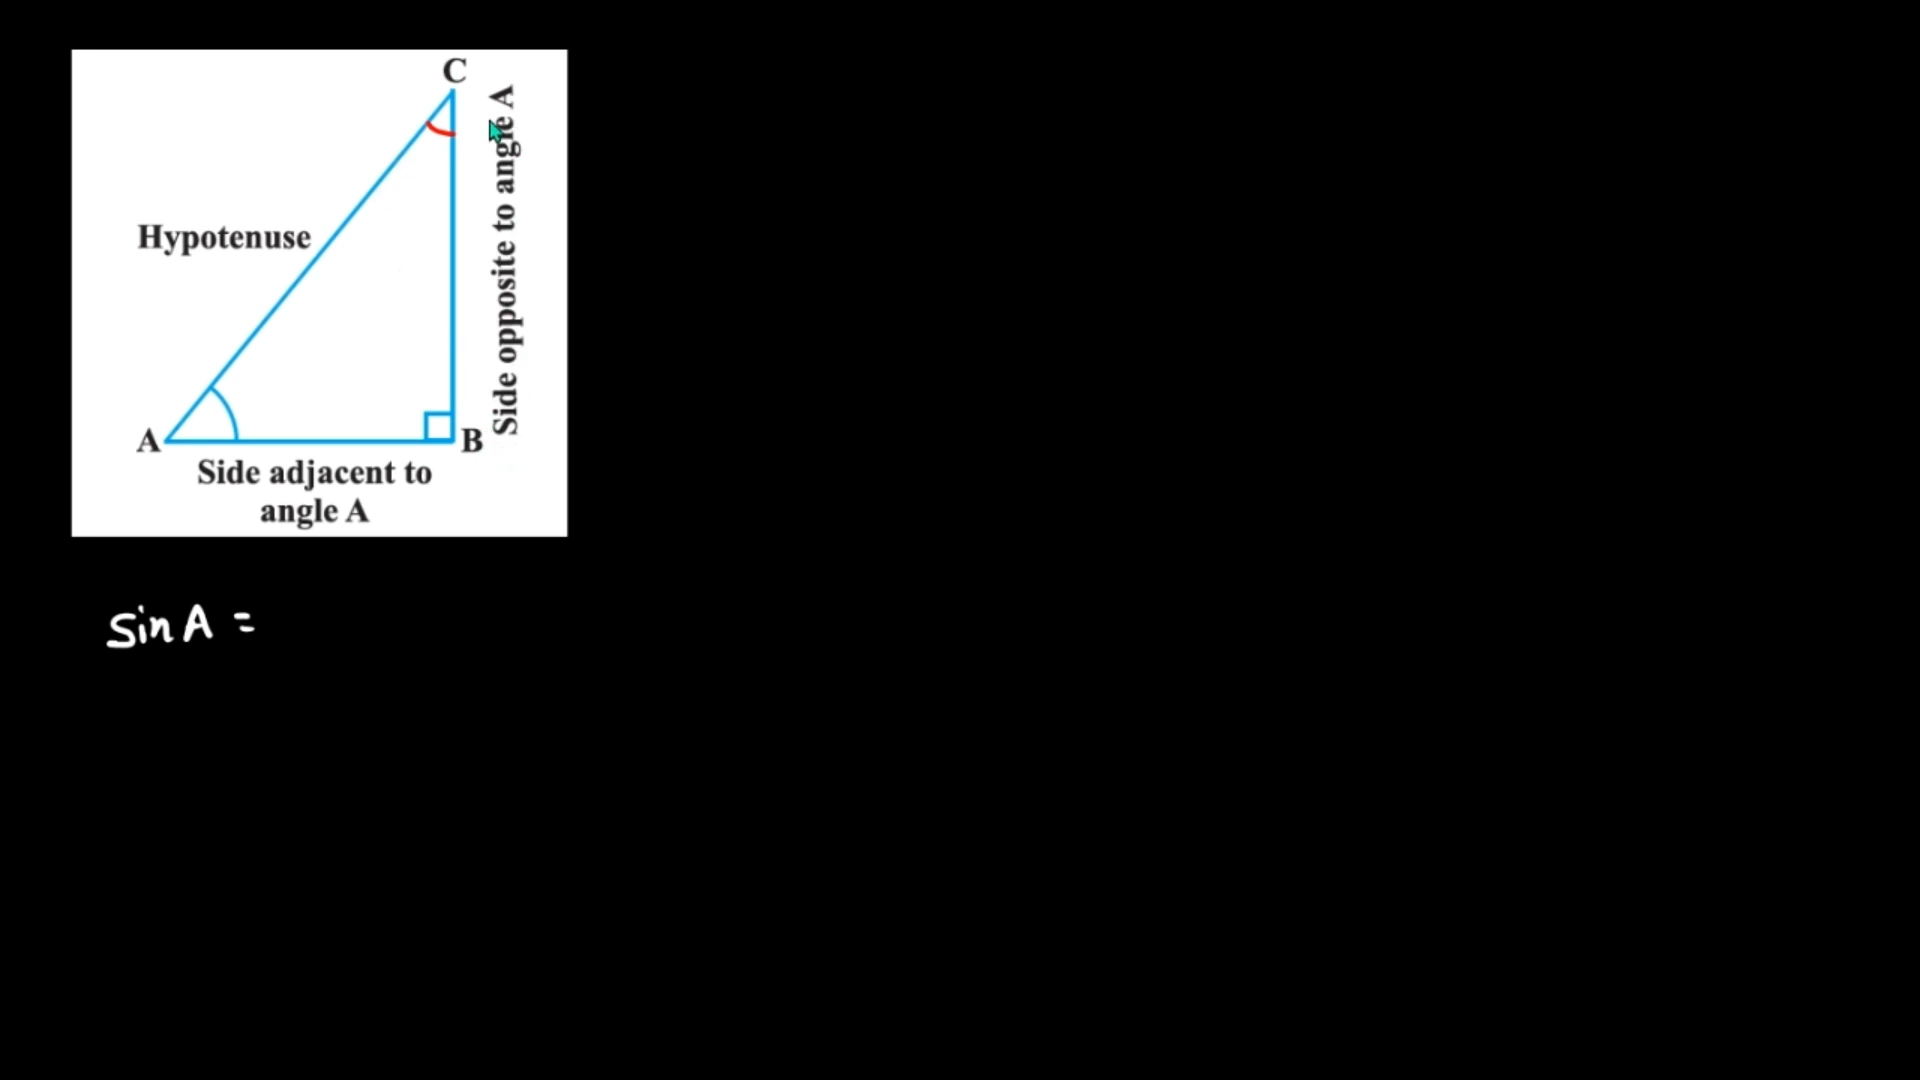 C
Side opposite to angle A
Hypotenuse
A
B
Side adjacent to
angle A
sin A =